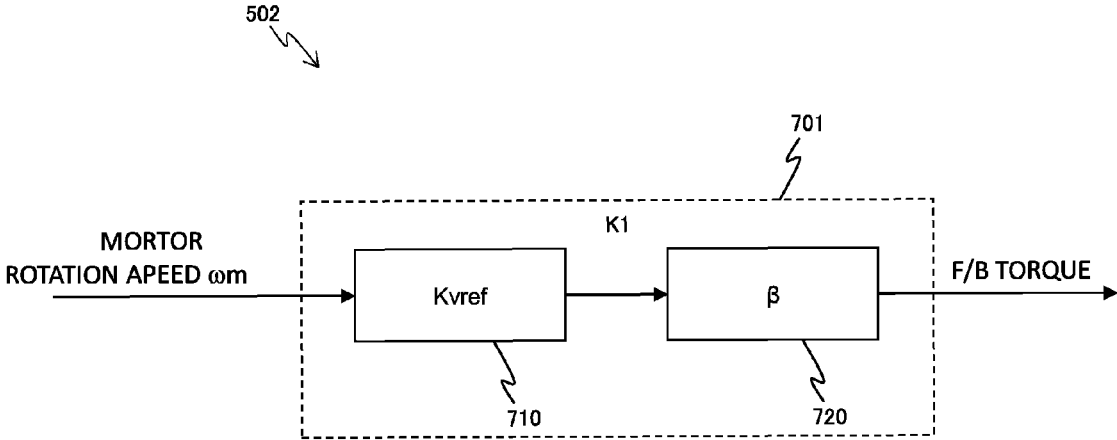 502
701
K1
MORTOR
ROTATION APEED ωm
Kvref
β
F/B TORQUE
710
720